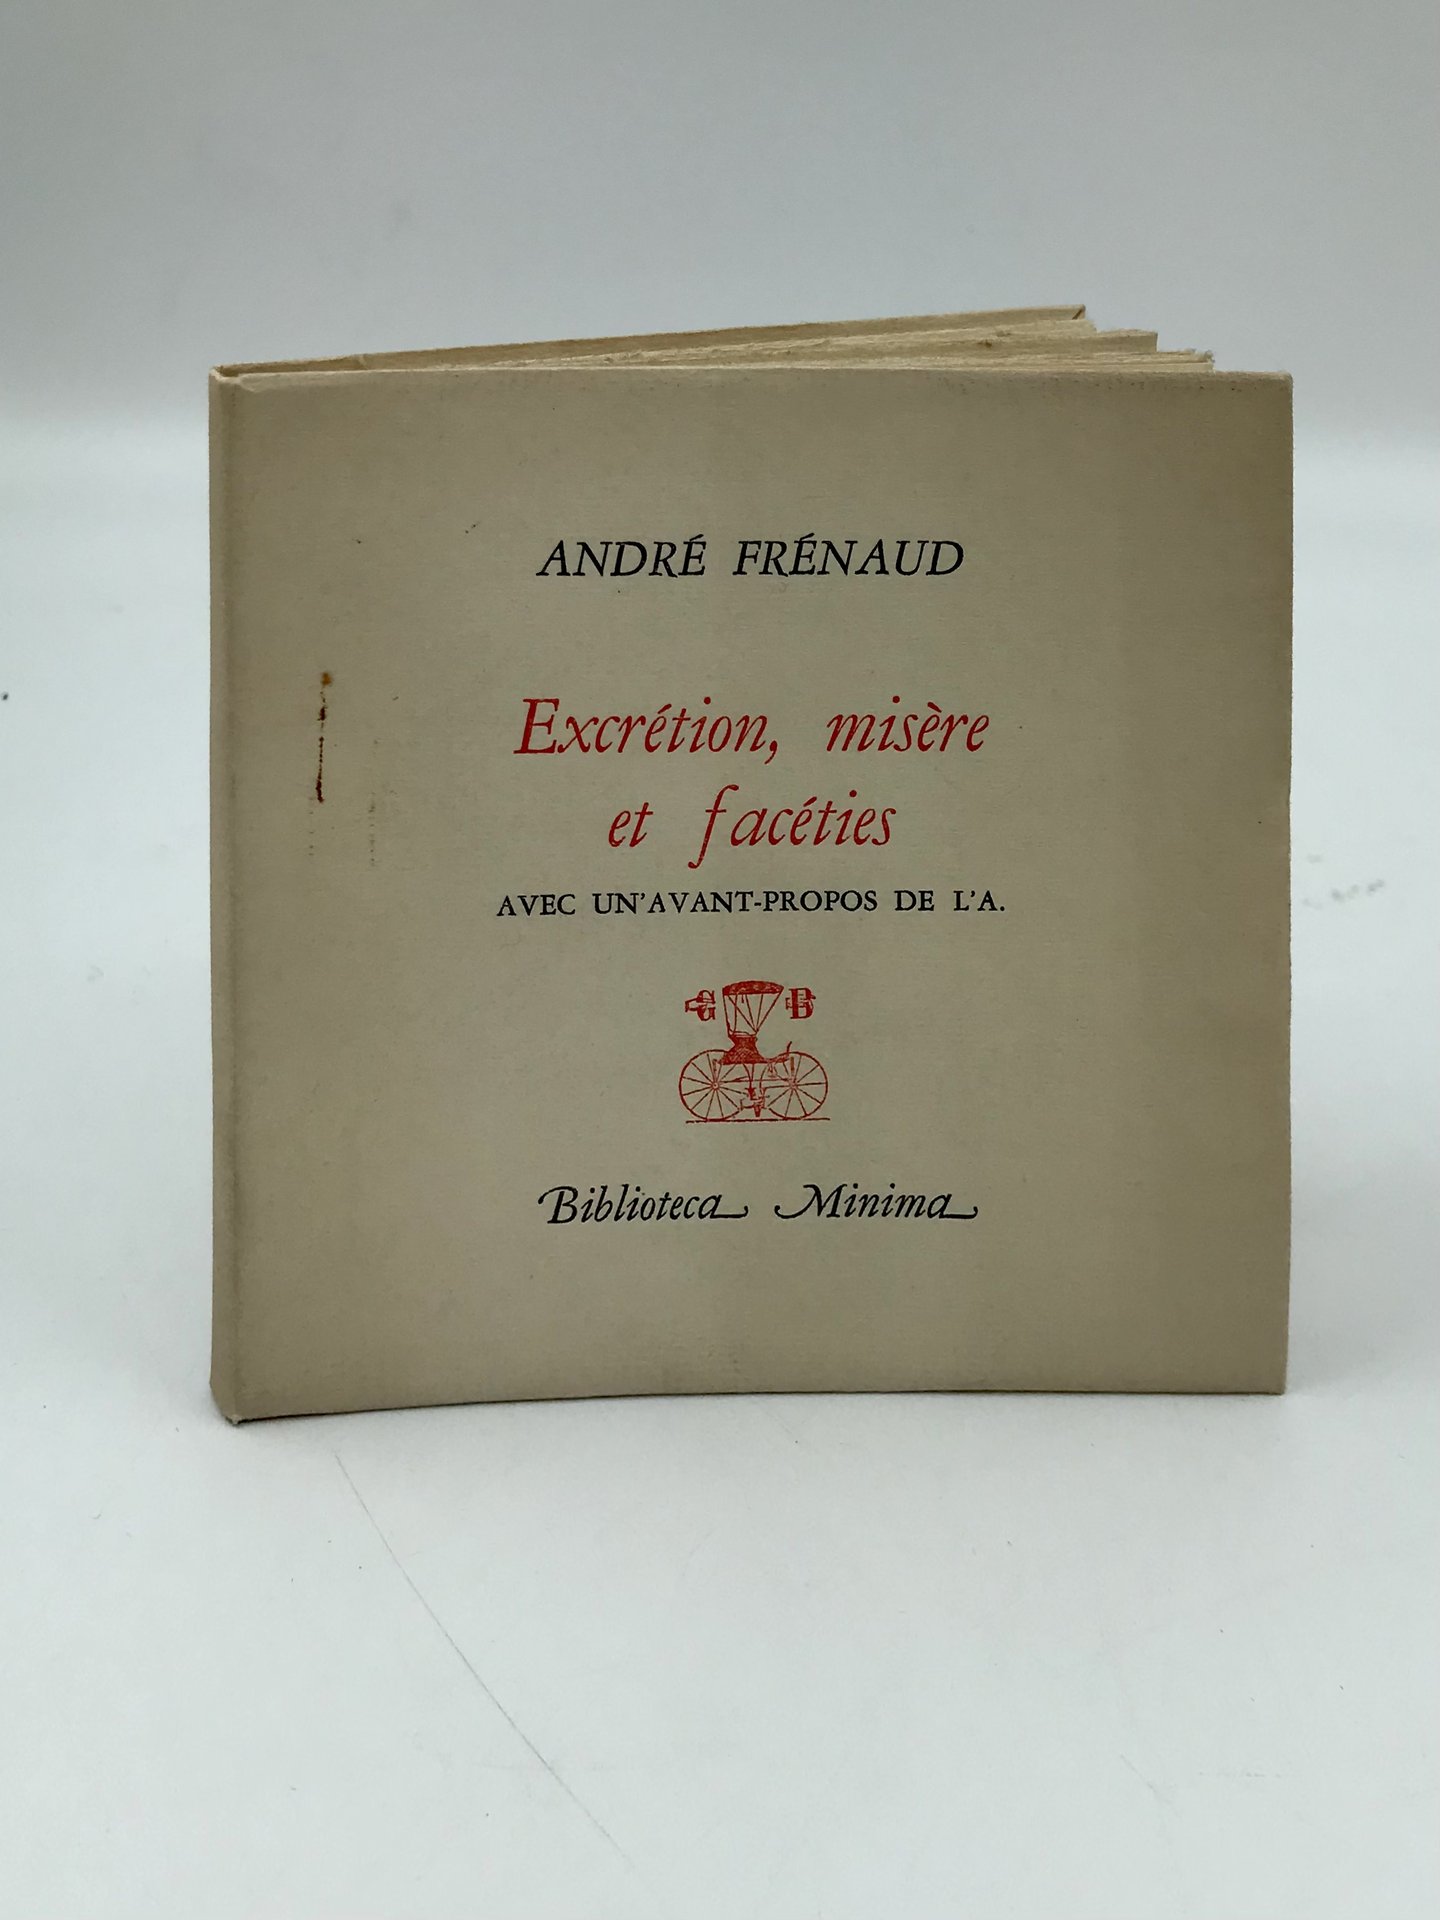 ANDRÉ FRÉNAUD
Excrétion, misère
et facéties
AVEC UN'AVANT-PROPOS DE L'A.
G B
Biblioteca Minima